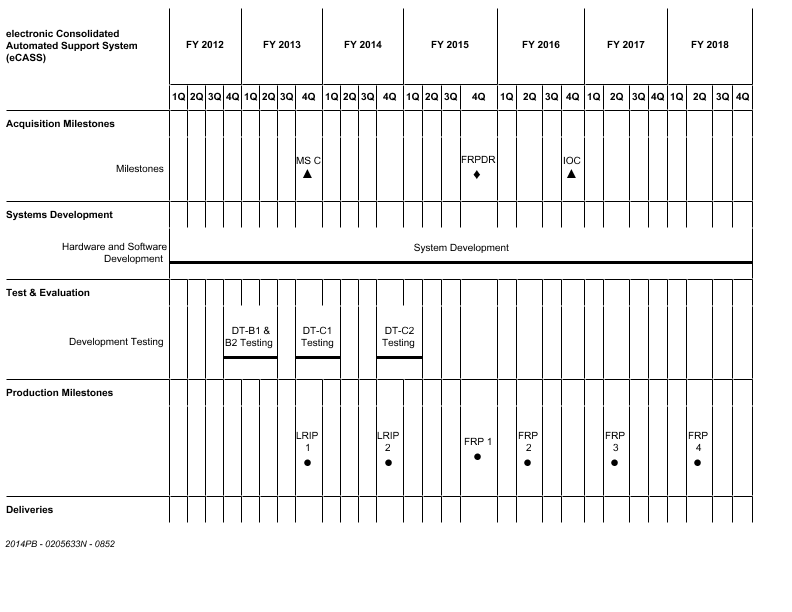 electronic Consolidated
Automated Support System
(eCASS)
FY 2012 FY 2013 FY 2014 FY 2015 FY 2016 FY 2017 FY 2018
1Q 2Q 3Q 4Q 1Q 2Q 3Q 4Q 1Q 2Q 3Q 4Q 1Q 2Q 3Q 4Q 1Q 2Q 3Q 4Q 1Q 2Q 3Q 4Q 1Q 2Q 3Q 4Q
Acquisition Milestones
Milestones
MS C
FRPDR
IOC
Systems Development
Hardware and Software
Development
System Development
Test & Evaluation
Development Testing
DT-B1 &
B2 Testing
DT-C1
Testing
DT-C2
Testing
Production Milestones
LRIP
1
LRIP
2
FRP 1
FRP
2
FRP
3
FRP
4
Deliveries
2014PB - 0205633N - 0852